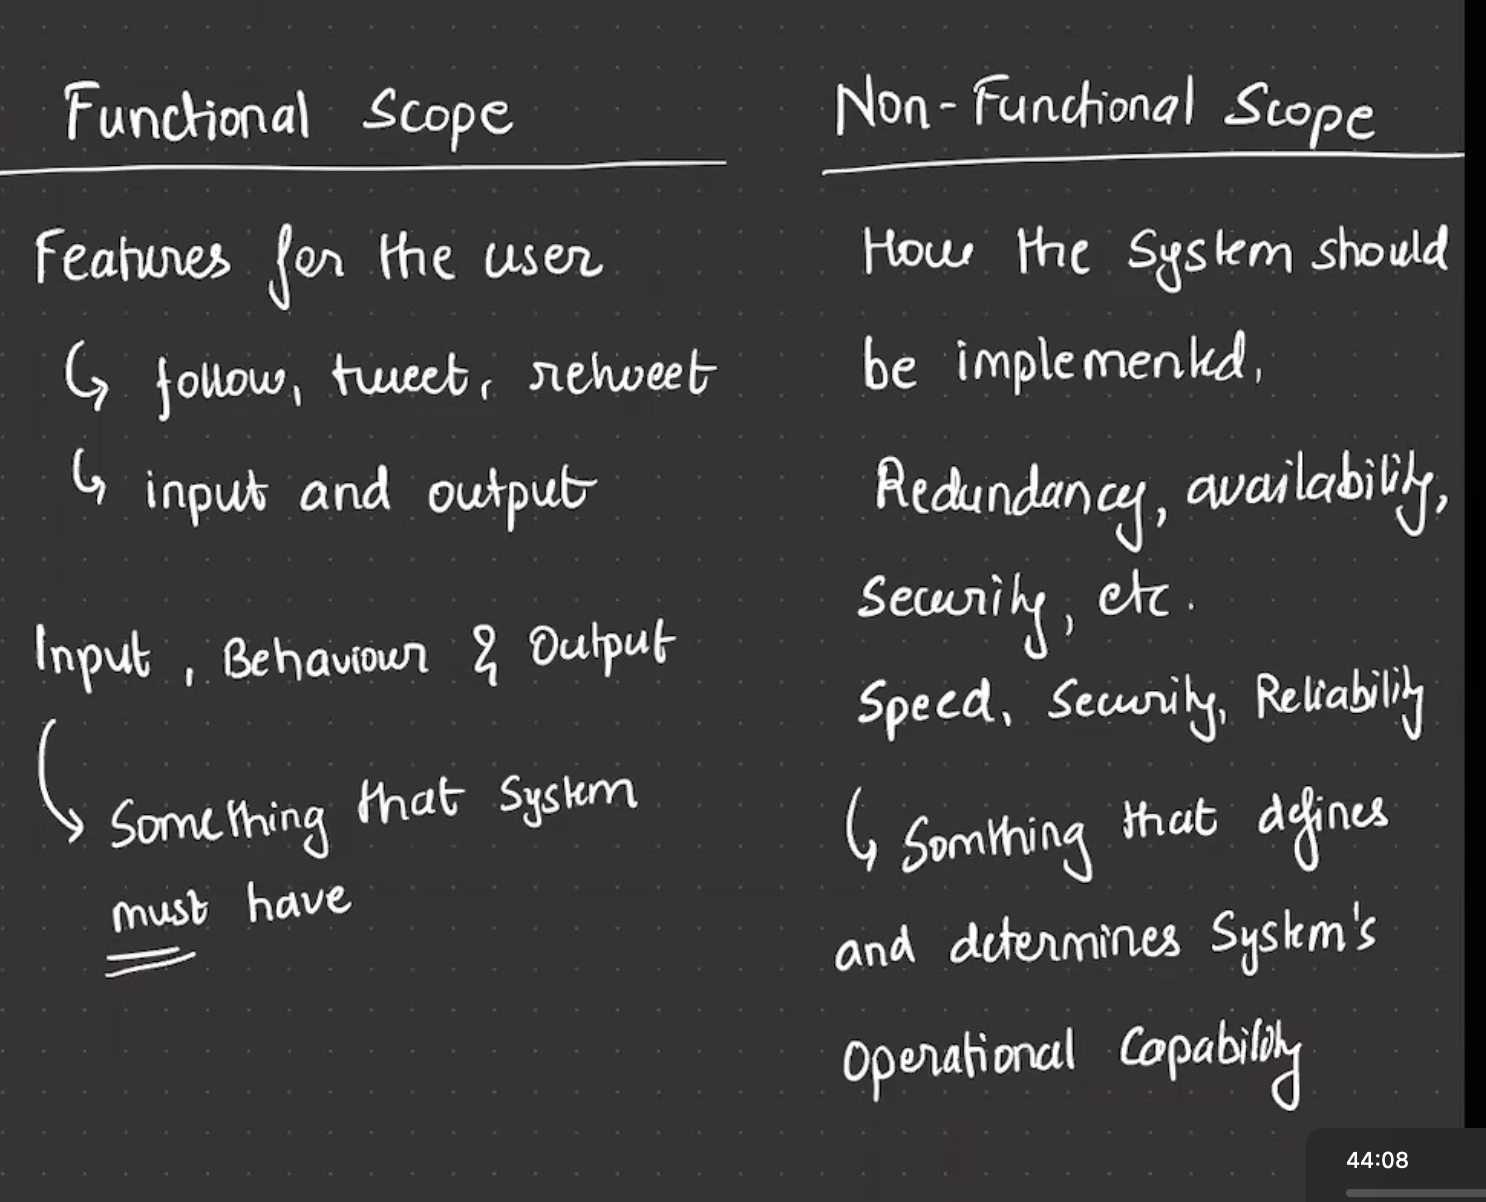 Functional Scope
Features for the user
↳ follow, tweet, retweet
↳ input and output
Input, Behaviour & Output
↳ Something that System
must have
Non-Functional Scope
How the System should
be implemented,
Redundancy, availability,
Security, etc.
Speed, Security, Reliability
↳ Somthing that defines
and determines System's
Operational Capability
44:08